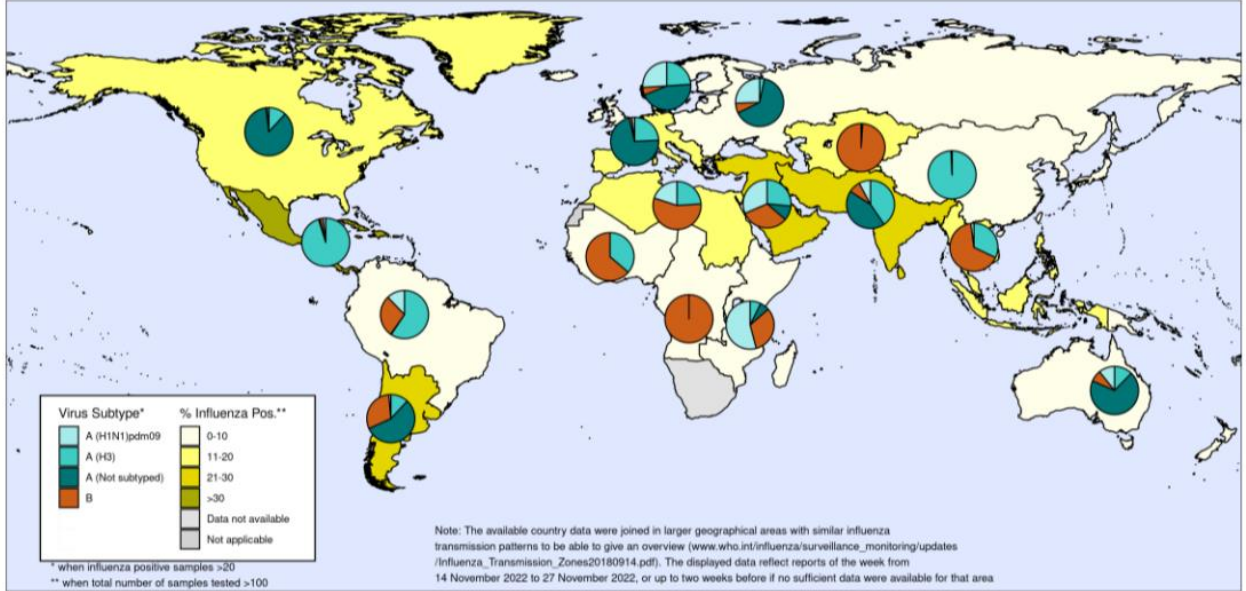 Virus Subtype*
A (H1N1)pdm09
A (H3)
A (Not subtyped)
B
% Influenza Pos.**
0-10
11-20
21-30
>30
Data not available
Not applicable
* when influenza positive samples >20
** when total number of samples tested >100
Note: The available country data were joined in larger geographical areas with similar influenza
transmission patterns to be able to give an overview (www.who.int/influenza/surveillance_monitoring/updates
/Influenza_Transmission_Zones20180914.pdf). The displayed data reflect reports of the week from
14 November 2022 to 27 November 2022, or up to two weeks before if no sufficient data were available for that area